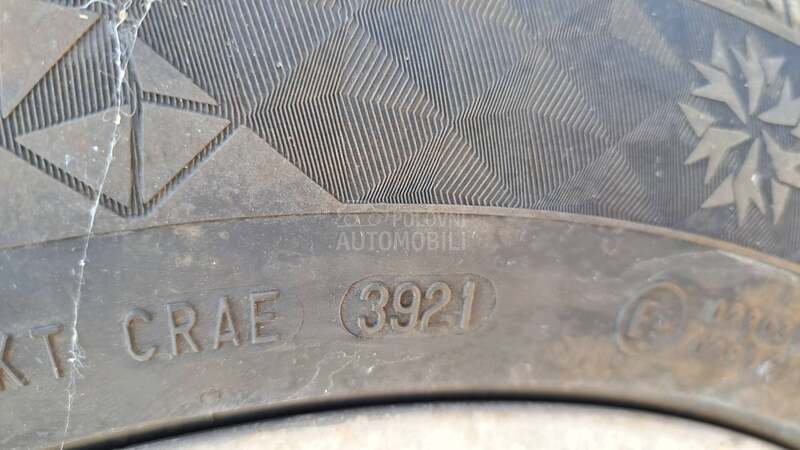 POLOVNI
AUTOMOBILI
KT CRAE 3921